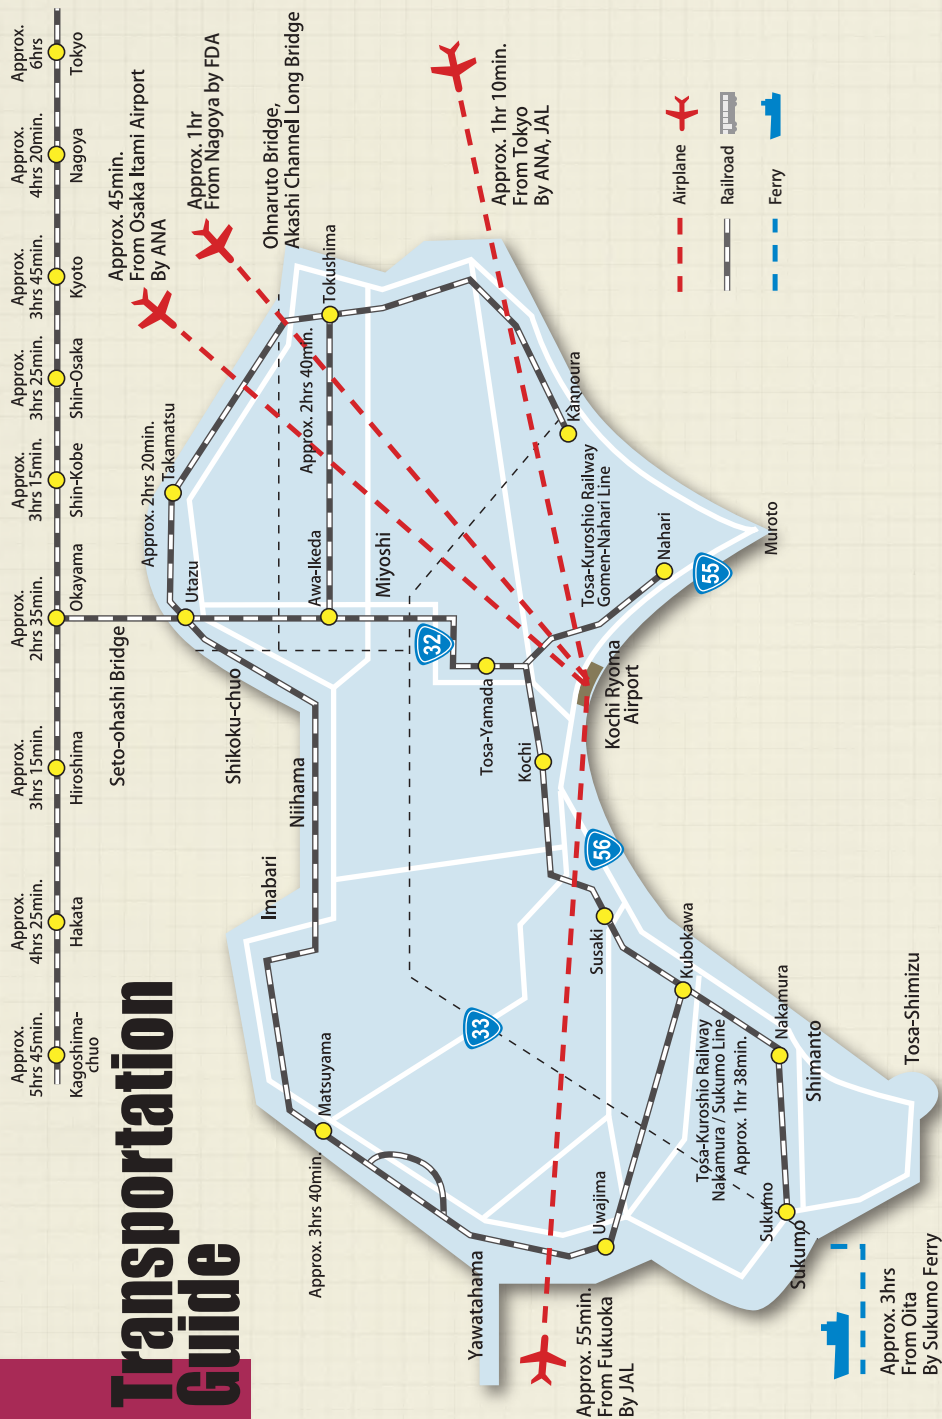 Transportation
Guide
Approx.
5hrs 45min.
Kagoshima-
chuo
Approx.
4hrs 25min.
Hakata
Approx.
3hrs 15min.
Hiroshima
Approx.
2hrs 35min.
Okayama
Approx.
3hrs 15min.
Shin-Kobe
Approx.
3hrs 25min.
Shin-Osaka
Approx.
3hrs 45min.
Kyoto
Approx.
4hrs 20min.
Nagoya
Approx.
6hrs
Tokyo
Approx. 45min.
From Osaka Itami Airport
By ANA
Approx. 1hr
From Nagoya by FDA
Seto-ohashi Bridge
Approx. 2hrs 20min.
Takamatsu
Utazu
Shikoku-chuo
Ohnaruto Bridge,
Akashi Channel Long Bridge
Imabari
Niihama
Approx. 2hrs 40min.
Tokushima
Awa-Ikeda
Miyoshi
Matsuyama
Approx. 3hrs 40min.
32
33
Tosa-Yamada
Kochi
Approx. 1hr 10min.
From Tokyo
By ANA, JAL
Kannoura
Tosa-Kuroshio Railway
Gomen-Nahari Line
Nahari
55
Muroto
Kochi Ryoma
Airport
56
Susaki
Kubokawa
Yawatahama
Uwajima
Approx. 55min.
From Fukuoka
By JAL
Tosa-Kuroshio Railway
Nakamura / Sukumo Line
Approx. 1hr 38min.
Nakamura
Shimanto
Sukumo
Sukumo
Tosa-Shimizu
Approx. 3hrs
From Oita
By Sukumo Ferry
Airplane
Railroad
Ferry